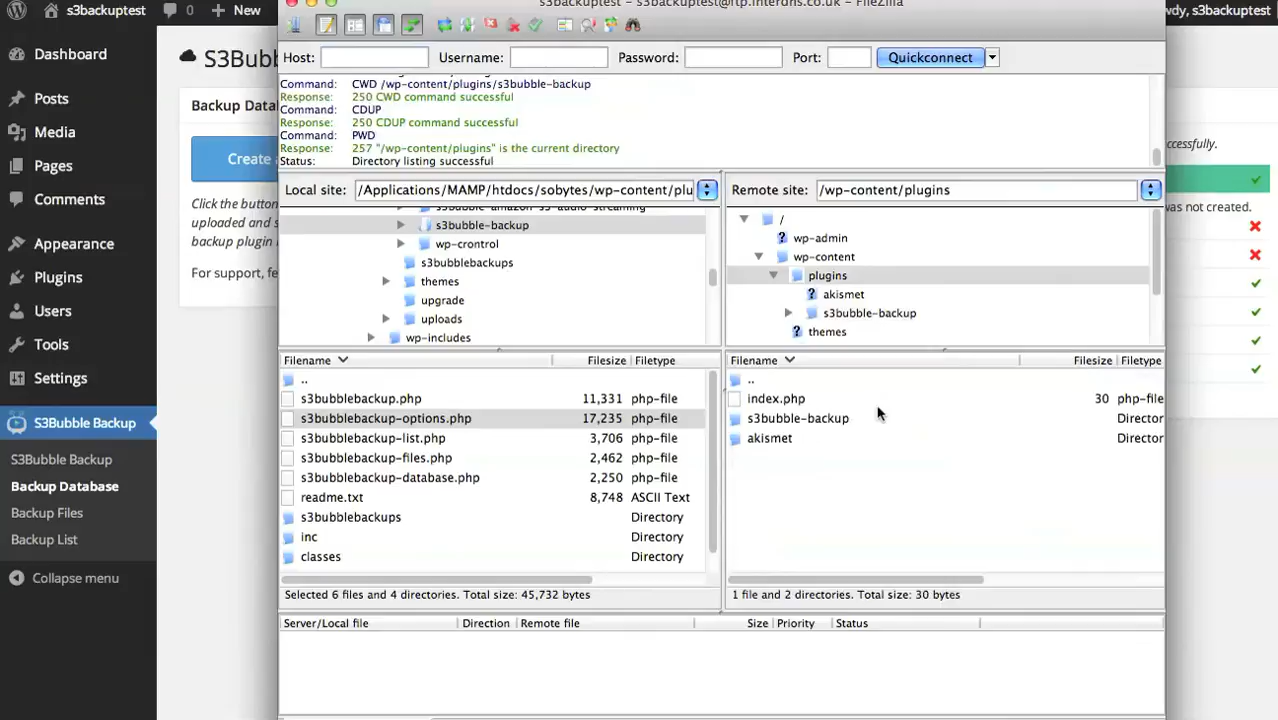 s3backuptest 0
s3backuptest – s3backuptest@ftp.interdns.co.uk – FileZilla
dy, s3backuptest
Dashboard
Posts
Media
Pages
Comments
Appearance
Plugins
Users
Tools
Settings
S3Bubble Backup
S3Bubble Backup
Backup Database
Backup Files
Backup List
Collapse menu
S3Bubb
Backup Data
Create a
Click the button
uploaded and s
backup plugin i
For support, fe
Host: Username: Password: Port: Quickconnect
Command: CWD /wp-content/plugins/s3bubble-backup
Response: 250 CWD command successful
Command: CDUP
Response: 250 CDUP command successful
Command: PWD
Response: 257 "/wp-content/plugins" is the current directory
Status: Directory listing successful
Local site: /Applications/MAMP/htdocs/sobytes/wp-content/plu
s3bubble-amazon-s3-audio-streaming
s3bubble-backup
wp-crontrol
s3bubblebackups
themes
upgrade
uploads
wp-includes
Remote site: /wp-content/plugins
/
wp-admin
wp-content
plugins
akismet
s3bubble-backup
themes
Filename Filesize Filetype
..
s3bubblebackup.php 11,331 php-file
s3bubblebackup-options.php 17,235 php-file
s3bubblebackup-list.php 3,706 php-file
s3bubblebackup-files.php 2,462 php-file
s3bubblebackup-database.php 2,250 php-file
readme.txt 8,748 ASCII Text
s3bubblebackups Directory
inc Directory
classes Directory
Selected 6 files and 4 directories. Total size: 45,732 bytes
Filename Filesize Filetype
..
index.php 30 php-file
s3bubble-backup Director
akismet Director
1 file and 2 directories. Total size: 30 bytes
Server/Local file Direction Remote file Size Priority Status
ccessfully.
was not created.